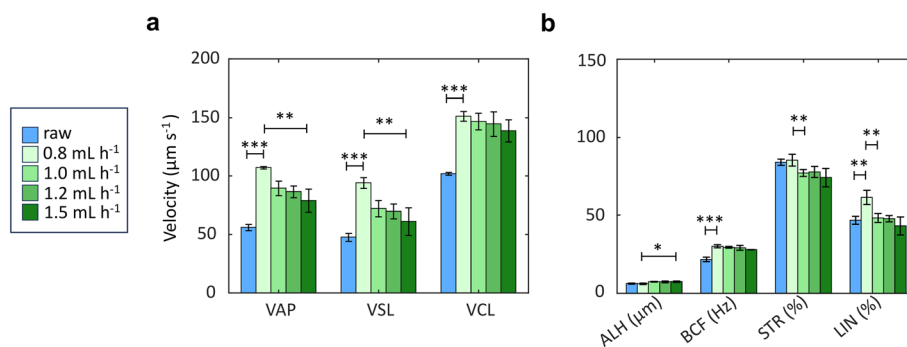 raw
0.8 mL h⁻¹
1.0 mL h⁻¹
1.2 mL h⁻¹
1.5 mL h⁻¹
a
Velocity (µm s⁻¹)
200
150
100
50
0
***
**
***
**
***
VAP
VSL
VCL
b
150
100
50
0
*
***
**
**
**
ALH (µm)
BCF (Hz)
STR (%)
LIN (%)